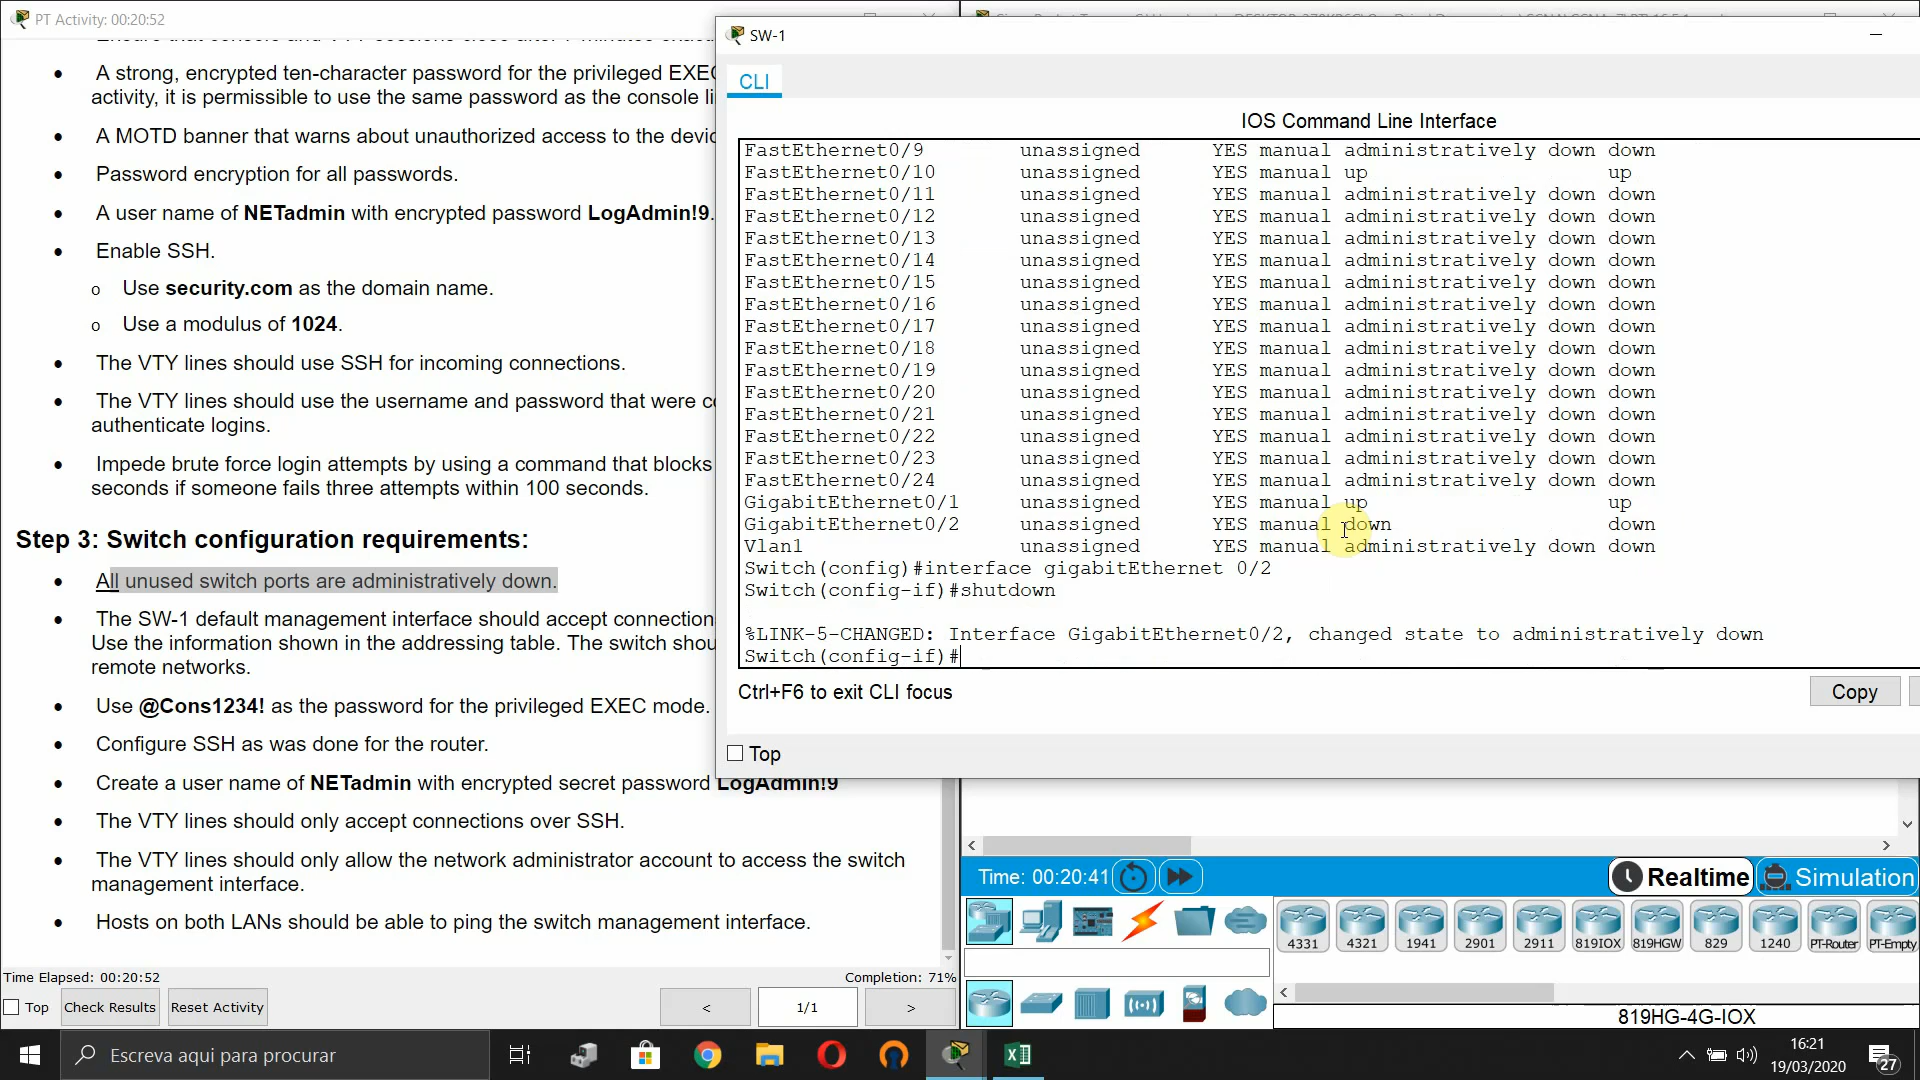 PT Activity: 00:20:52
A strong, encrypted ten-character password for the privileged EXEC
activity, it is permissible to use the same password as the console li
A MOTD banner that warns about unauthorized access to the devic
Password encryption for all passwords.
A user name of NETadmin with encrypted password LogAdmin!9.
Enable SSH.
o Use security.com as the domain name.
o Use a modulus of 1024.
The VTY lines should use SSH for incoming connections.
The VTY lines should use the username and password that were co
authenticate logins.
Impede brute force login attempts by using a command that blocks
seconds if someone fails three attempts within 100 seconds.
Step 3: Switch configuration requirements:
All unused switch ports are administratively down.
The SW-1 default management interface should accept connection
Use the information shown in the addressing table. The switch shou
remote networks.
Use @Cons1234! as the password for the privileged EXEC mode.
Configure SSH as was done for the router.
Create a user name of NETadmin with encrypted secret password LogAdmin!9
The VTY lines should only accept connections over SSH.
The VTY lines should only allow the network administrator account to access the switch
management interface.
Hosts on both LANs should be able to ping the switch management interface.
Time Elapsed: 00:20:52
Completion: 71%
Top
Check Results
Reset Activity
<
1/1
>
SW-1
CLI
IOS Command Line Interface
FastEthernet0/9 unassigned YES manual administratively down down
FastEthernet0/10 unassigned YES manual up up
FastEthernet0/11 unassigned YES manual administratively down down
FastEthernet0/12 unassigned YES manual administratively down down
FastEthernet0/13 unassigned YES manual administratively down down
FastEthernet0/14 unassigned YES manual administratively down down
FastEthernet0/15 unassigned YES manual administratively down down
FastEthernet0/16 unassigned YES manual administratively down down
FastEthernet0/17 unassigned YES manual administratively down down
FastEthernet0/18 unassigned YES manual administratively down down
FastEthernet0/19 unassigned YES manual administratively down down
FastEthernet0/20 unassigned YES manual administratively down down
FastEthernet0/21 unassigned YES manual administratively down down
FastEthernet0/22 unassigned YES manual administratively down down
FastEthernet0/23 unassigned YES manual administratively down down
FastEthernet0/24 unassigned YES manual administratively down down
GigabitEthernet0/1 unassigned YES manual up up
GigabitEthernet0/2 unassigned YES manual down down
Vlan1 unassigned YES manual administratively down down
Switch(config)#interface gigabitEthernet 0/2
Switch(config-if)#shutdown
%LINK-5-CHANGED: Interface GigabitEthernet0/2, changed state to administratively down
Switch(config-if)#
Ctrl+F6 to exit CLI focus
Copy
Top
Time: 00:20:41
Realtime
Simulation
4331 4321 1941 2901 2911 819IOX 819HGW 829 1240 PT-Router PT-Empty
819HG-4G-IOX
Escreva aqui para procurar
16:21
19/03/2020
27